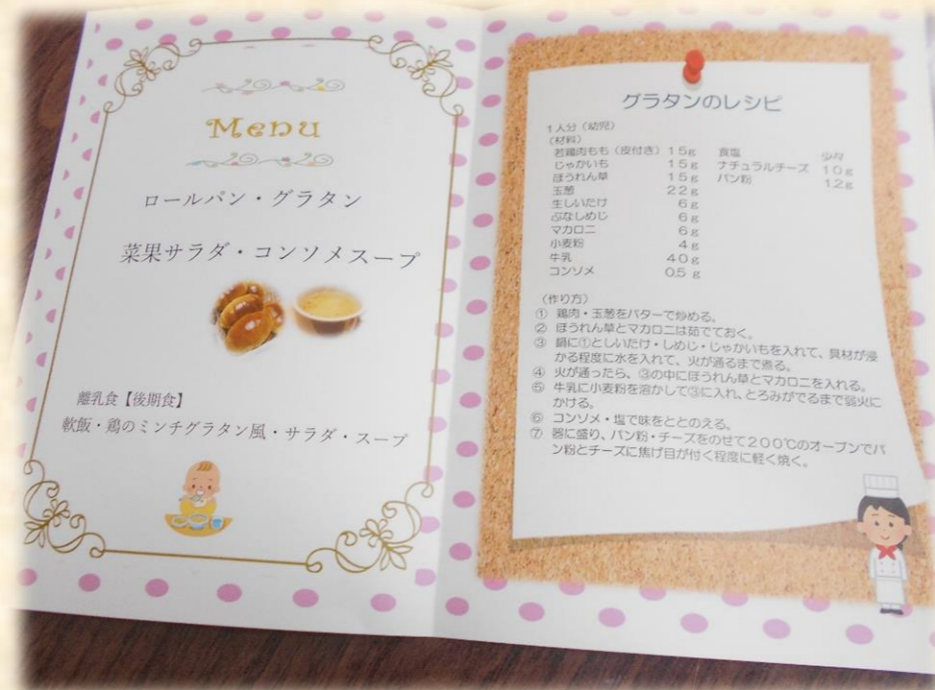 Menu
ロールパン・グラタン
菜果サラダ・コンソメスープ
離乳食【後期食】
軟飯・鶏のミンチグラタン風・サラダ・スープ
グラタンのレシピ
1人分（幼児）
（材料）
若鶏肉もも（皮付き） 15g 食塩 少々
じゃがいも 15g ナチュラルチーズ 10g
ほうれん草 15g パン粉 1.2g
玉葱 22g
生しいたけ 6g
ぶなしめじ 6g
マカロニ 6g
小麦粉 4g
牛乳 40g
コンソメ 0.5g
（作り方）
① 鶏肉・玉葱をバターで炒める。
② ほうれん草とマカロニは茹でておく。
③ 鍋に①としいたけ・しめじ・じゃがいもを入れて、具材が浸
かる程度に水を入れて、火が通るまで煮る。
④ 火が通ったら、③の中にほうれん草とマカロニを入れる。
⑤ 牛乳に小麦粉を溶かして③に入れ、とろみがでるまで弱火に
かける。
⑥ コンソメ・塩で味をととのえる。
⑦ 器に盛り、パン粉・チーズをのせて200℃のオーブンでパ
ン粉とチーズに焦げ目が付く程度に軽く焼く。